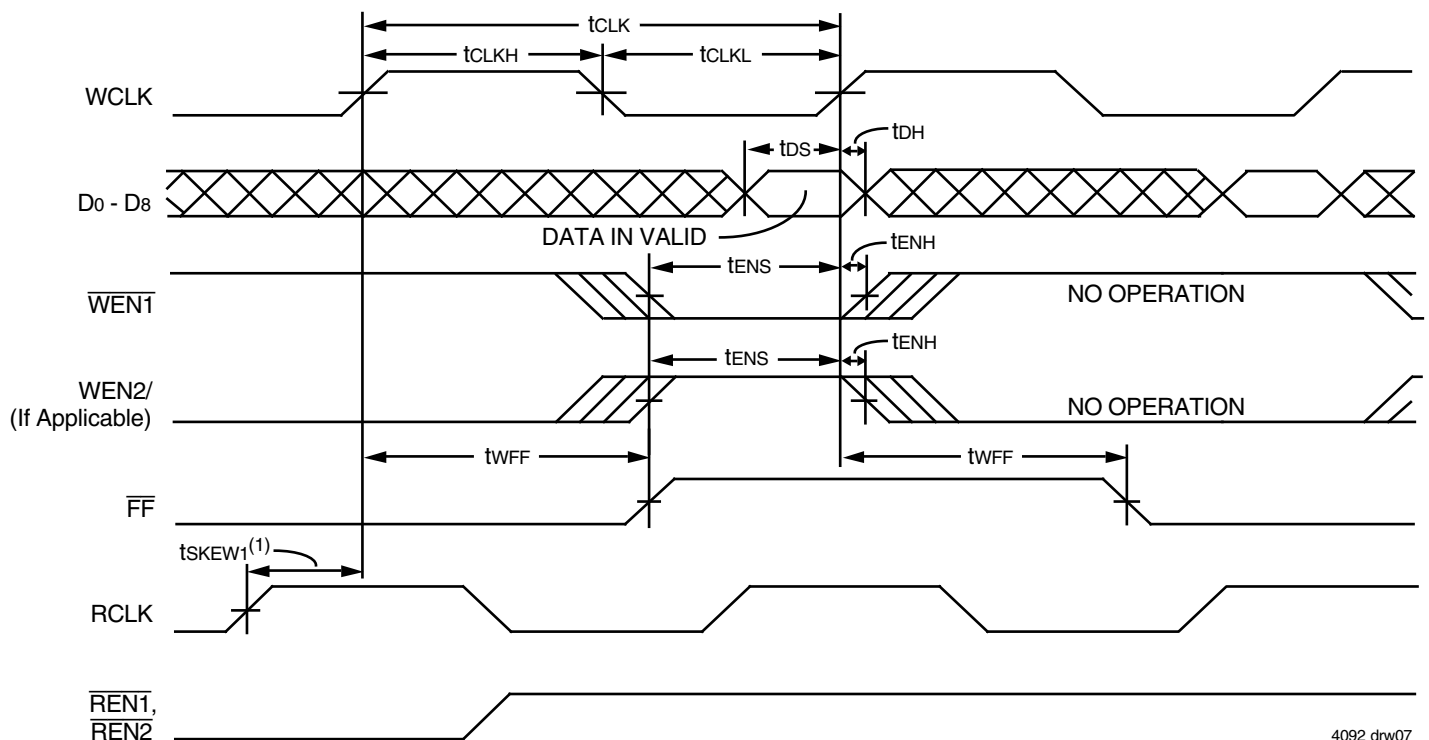 tCLK
tCLKH
tCLKL
WCLK
tDH
tDS
D0 - D8
DATA IN VALID
tENH
tENS
WEN1
NO OPERATION
tENH
tENS
WEN2/
(If Applicable)
NO OPERATION
tWFF
tWFF
FF
tSKEW1(1)
RCLK
REN1,
REN2
4092 drw07